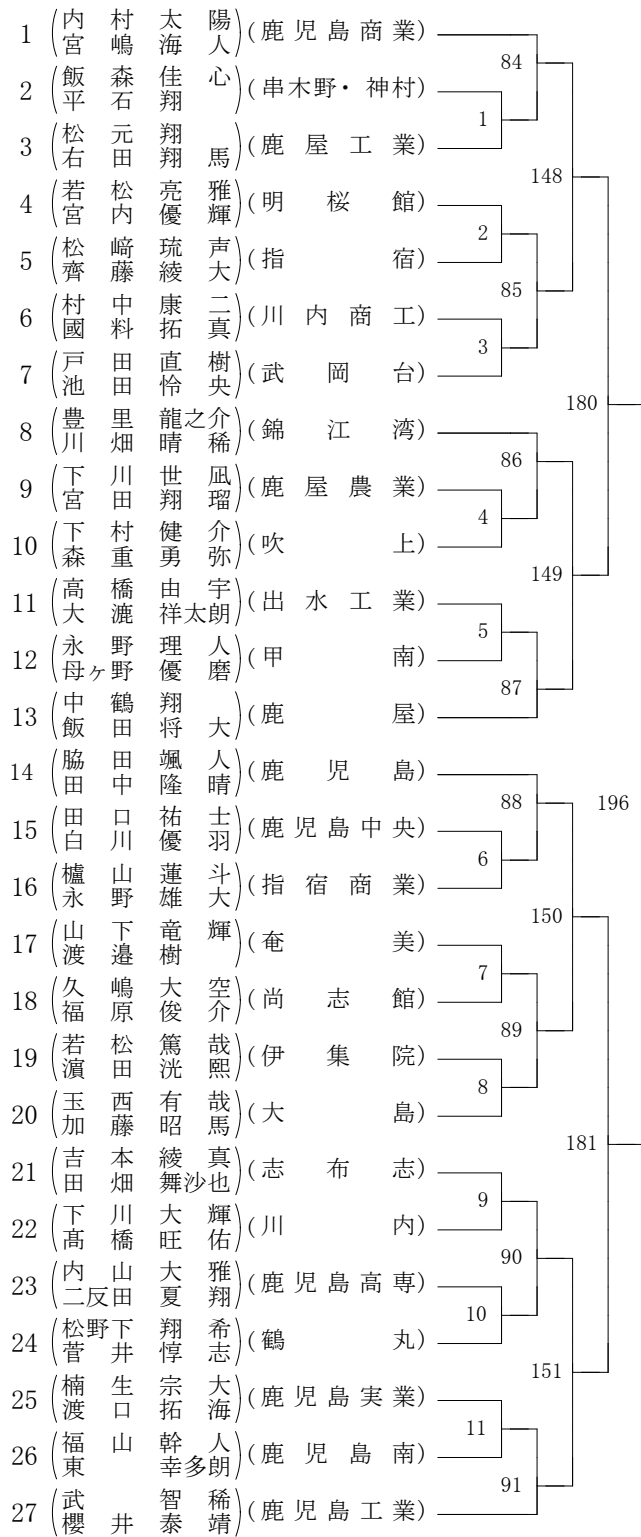 1 (内村太陽 宮嶋海人) (鹿児島商業)
2 (飯森佳心 平石翔) (串木野・神村)
3 (松元翔 右田翔馬) (鹿屋工業)
4 (若松亮雅 宮内優輝) (明桜館)
5 (松﨑琉声 齊藤綾大) (指宿)
6 (村中康二 國料拓真) (川内商工)
7 (戸田直樹 池田怜央) (武岡台)
8 (豊里龍之介 川畑晴稀) (錦江湾)
9 (下川世凪 宮田翔瑠) (鹿屋農業)
10 (下村健介 森重勇弥) (吹上)
11 (高橋由宇 大漉祥太朗) (出水工業)
12 (永野理人 母ヶ野優磨) (甲南)
13 (中鶴翔 飯田将大) (鹿屋)
14 (脇田颯人 田中隆晴) (鹿児島)
15 (田口祐士 白川優羽) (鹿児島中央)
16 (櫨山蓮斗 永野雄大) (指宿商業)
17 (山下竜輝 渡邉樹) (奄美)
18 (久嶋大空 福原俊介) (尚志館)
19 (若松篤哉 濵田洸熙) (伊集院)
20 (玉西有哉 加藤昭馬) (大島)
21 (吉本綾真 田畑舞沙也) (志布志)
22 (下川大輝 髙橋旺佑) (川内)
23 (内山大雅 二反田夏翔) (鹿児島高専)
24 (松野下翔希 菅井惇志) (鶴丸)
25 (楠生宗大 渡口拓海) (鹿児島実業)
26 (福山幹人 東幸多朗) (鹿児島南)
27 (武智稀 櫻井泰靖) (鹿児島工業)
84
1
148
2
85
3
180
86
4
149
5
87
88
196
6
150
7
89
8
181
9
90
10
151
11
91